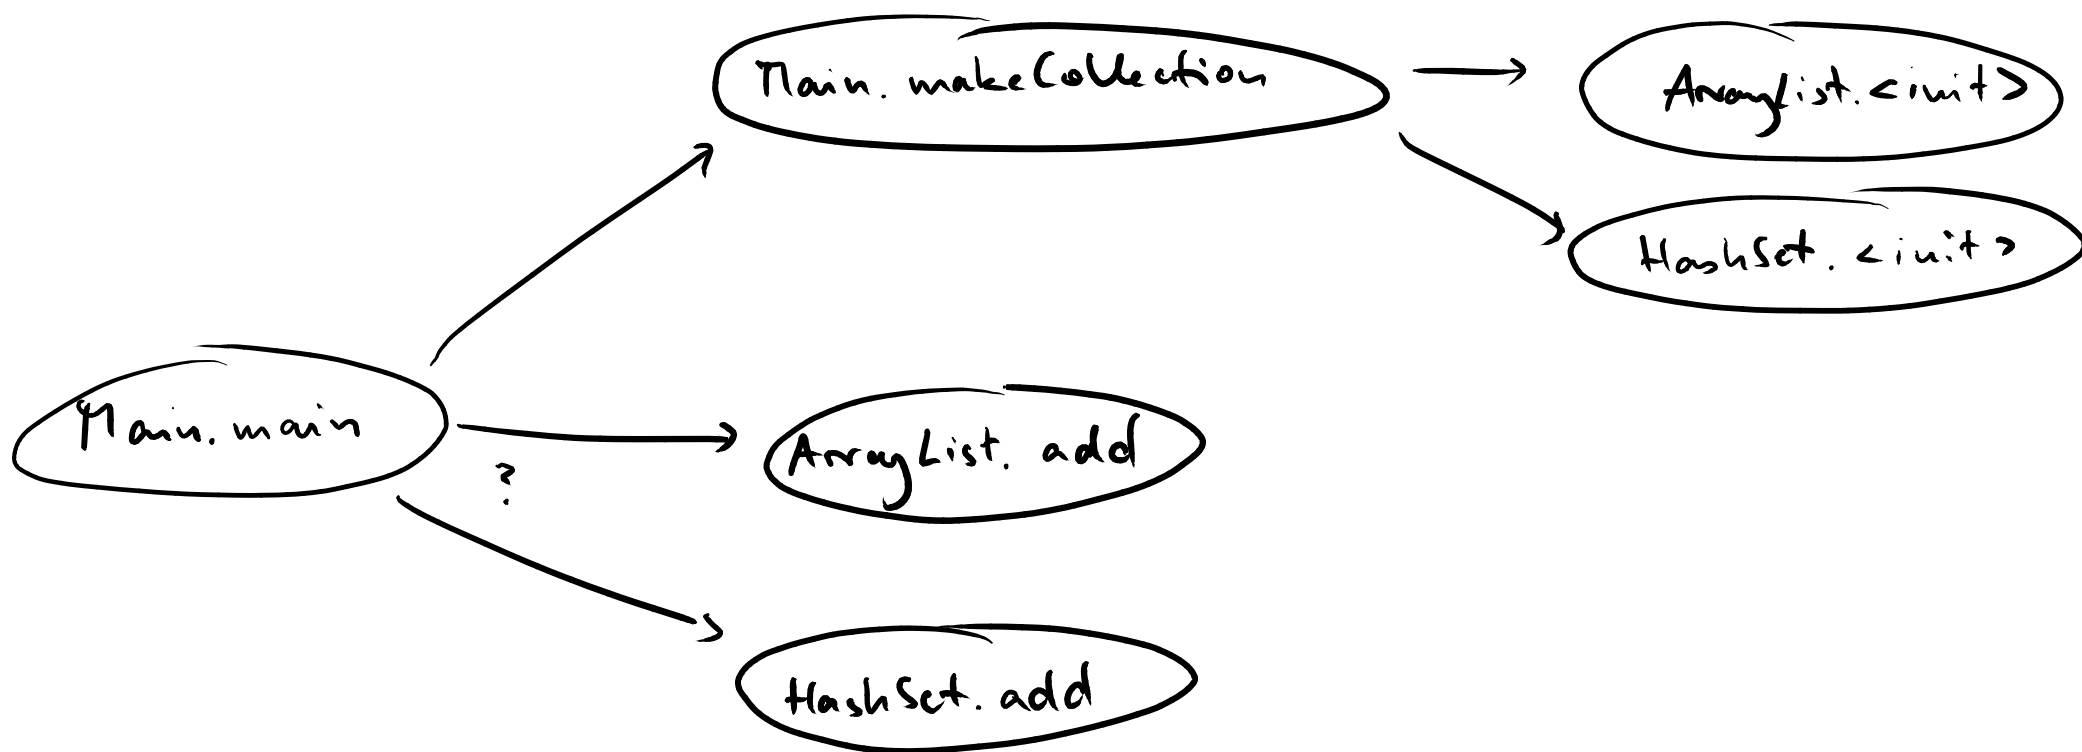 Main.makeCollection
ArrayList.<init>
HashSet.<init>
Main.main
ArrayList.add
?
HashSet.add